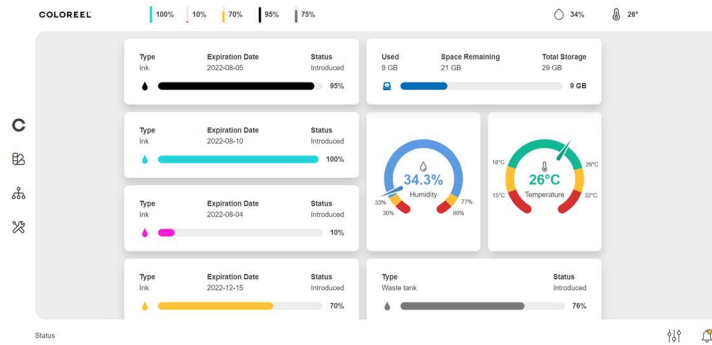 COLOREEL
100% 10% 70% 95% 75%
34% 26°
Type Expiration Date Status
Ink 2022-08-05 Introduced
95%
Used Space Remaining Total Storage
9 GB 21 GB 29 GB
9 GB
Type Expiration Date Status
Ink 2022-08-10 Introduced
100%
34.3%
Humidity
33% 77%
30% 80%
18°C 29°C
26°C
15°C Temperature 32°C
Type Expiration Date Status
Ink 2022-08-04 Introduced
10%
Type Expiration Date Status
Ink 2022-12-15 Introduced
70%
Type Status
Waste tank Introduced
76%
C
Status